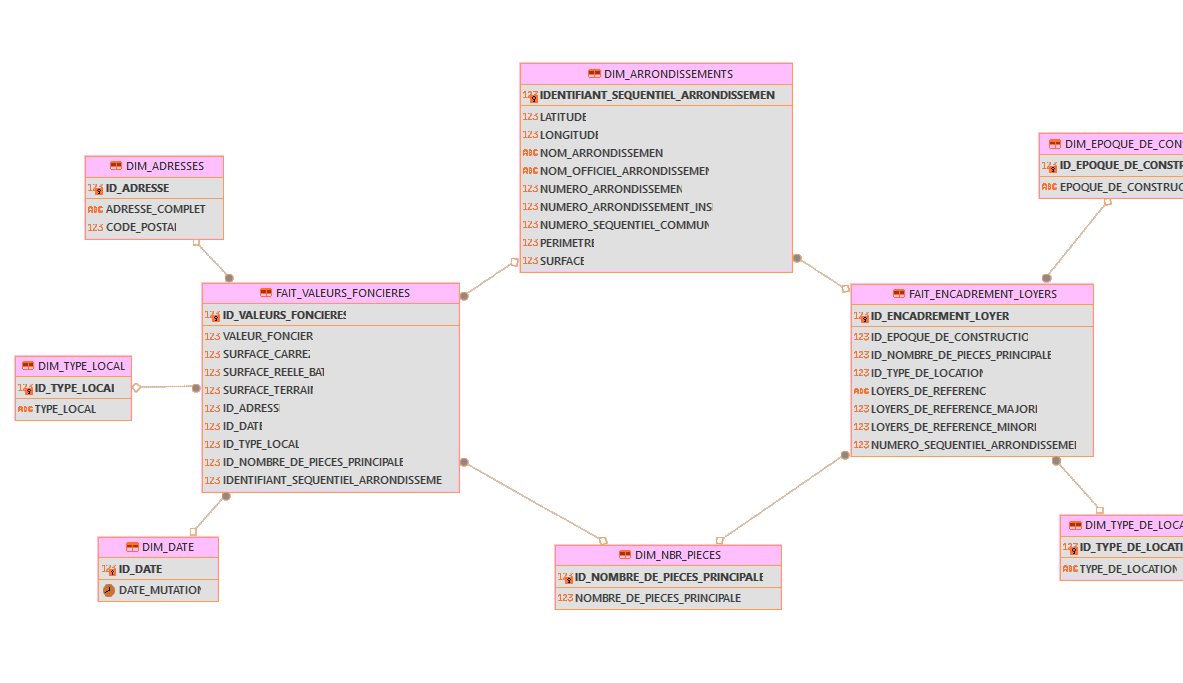 DIM_ARRONDISSEMENTS
123 IDENTIFIANT_SEQUENTIEL_ARRONDISSEMEN
123 LATITUDE
123 LONGITUDE
ABC NOM_ARRONDISSEMEN
ABC NOM_OFFICIEL_ARRONDISSEMEN
123 NUMERO_ARRONDISSEMEN
123 NUMERO_ARRONDISSEMENT_INS
123 NUMERO_SEQUENTIEL_COMMUN
123 PERIMETRE
123 SURFACE
DIM_EPOQUE_DE_CON
123 ID_EPOQUE_DE_CONSTR
ABC EPOQUE_DE_CONSTRUC
DIM_ADRESSES
123 ID_ADRESSE
ABC ADRESSE_COMPLET
123 CODE_POSTAL
FAIT_VALEURS_FONCIERES
123 ID_VALEURS_FONCIERES
123 VALEUR_FONCIER
123 SURFACE_CARREZ
123 SURFACE_REELE_BAT
123 SURFACE_TERRAIN
123 ID_ADRESSE
123 ID_DATE
123 ID_TYPE_LOCAL
123 ID_NOMBRE_DE_PIECES_PRINCIPALE
123 IDENTIFIANT_SEQUENTIEL_ARRONDISSEME
FAIT_ENCADREMENT_LOYERS
123 ID_ENCADREMENT_LOYER
123 ID_EPOQUE_DE_CONSTRUCTIO
123 ID_NOMBRE_DE_PIECES_PRINCIPALE
123 ID_TYPE_DE_LOCATION
ABC LOYERS_DE_REFERENC
123 LOYERS_DE_REFERENCE_MAJORE
123 LOYERS_DE_REFERENCE_MINORE
123 NUMERO_SEQUENTIEL_ARRONDISSEMEN
DIM_TYPE_LOCAL
123 ID_TYPE_LOCAL
ABC TYPE_LOCAL
DIM_DATE
123 ID_DATE
DATE_MUTATION
DIM_NBR_PIECES
123 ID_NOMBRE_DE_PIECES_PRINCIPALE
123 NOMBRE_DE_PIECES_PRINCIPALE
DIM_TYPE_DE_LOCA
123 ID_TYPE_DE_LOCATI
ABC TYPE_DE_LOCATION